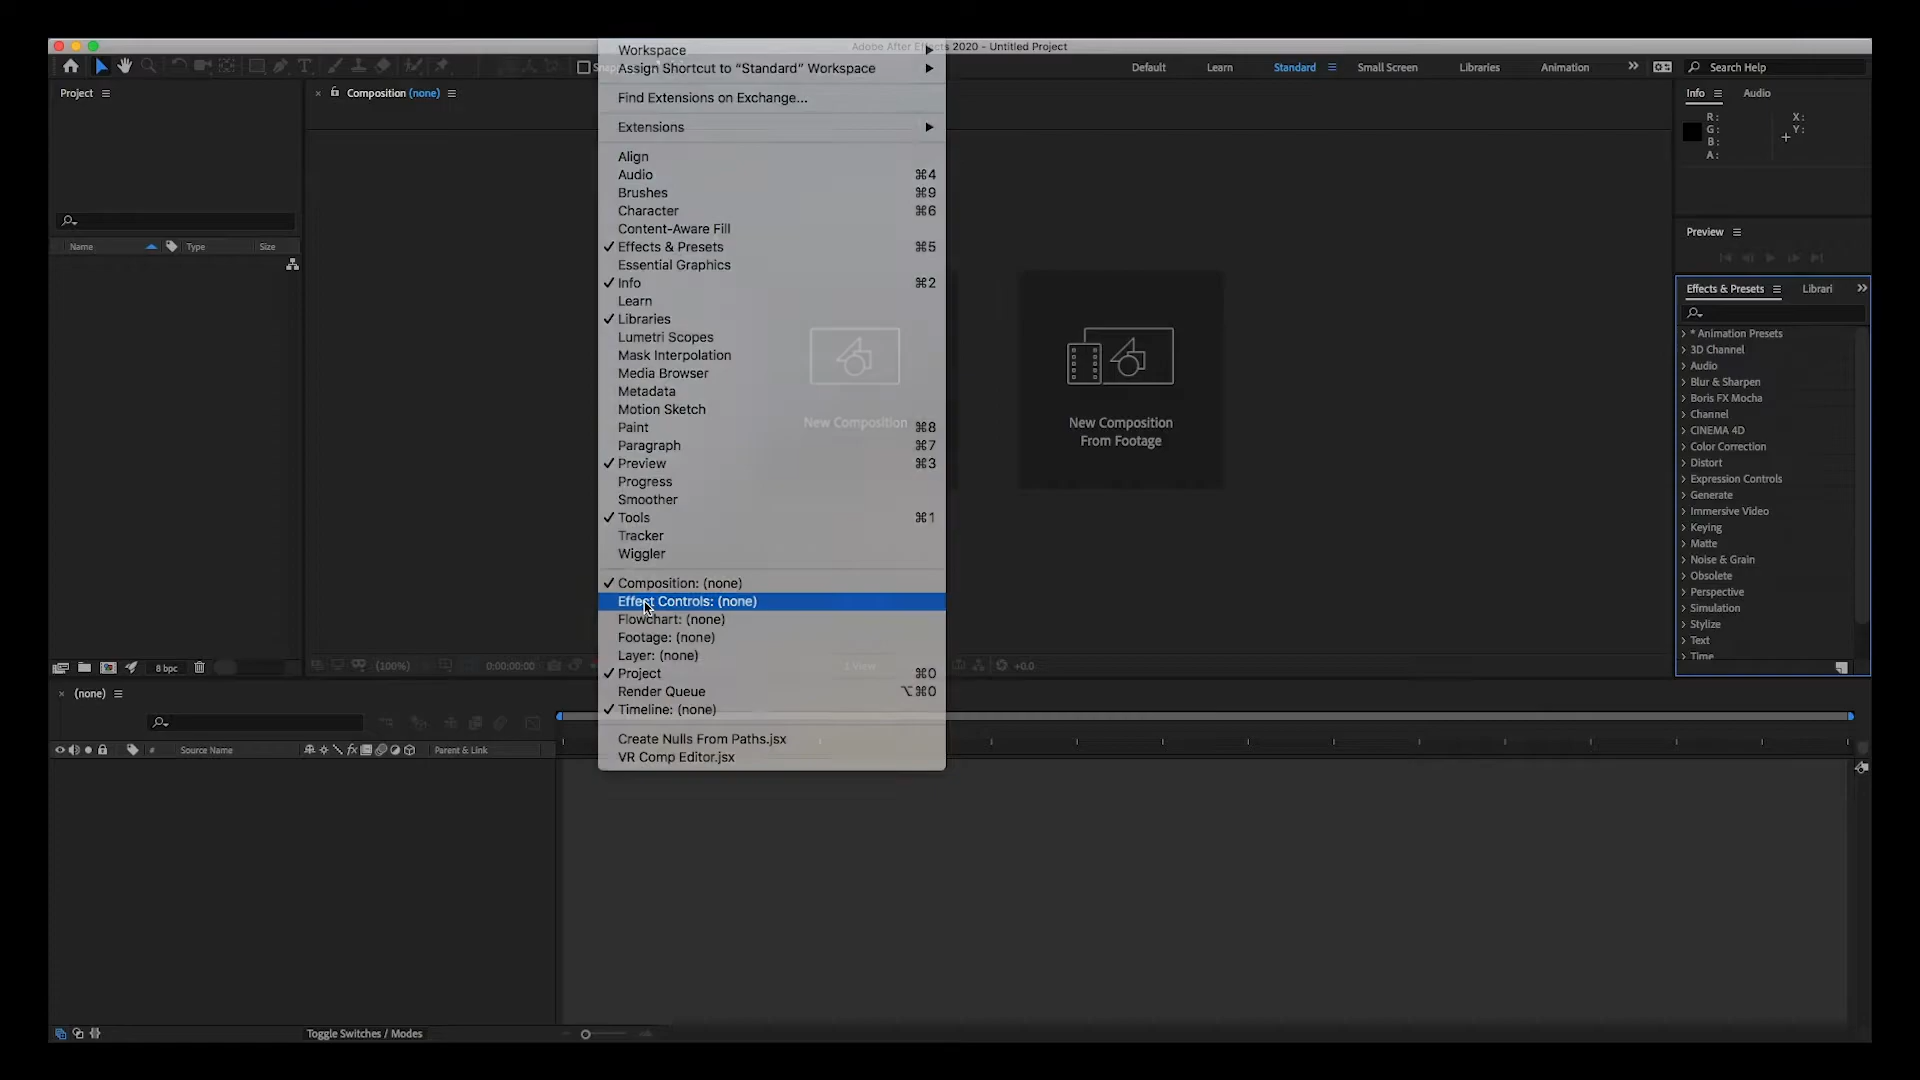 Adobe After Effects 2020 - Untitled Project
Workspace
Assign Shortcut to “Standard” Workspace
Find Extensions on Exchange...
Extensions
Align
Audio ⌘4
Brushes ⌘9
Character ⌘6
Content-Aware Fill
✓ Effects & Presets ⌘5
Essential Graphics
✓ Info ⌘2
Learn
✓ Libraries
Lumetri Scopes
Mask Interpolation
Media Browser
Metadata
Motion Sketch
Paint ⌘8
Paragraph ⌘7
✓ Preview ⌘3
Progress
Smoother
✓ Tools ⌘1
Tracker
Wiggler
✓ Composition: (none)
Effect Controls: (none)
Flowchart: (none)
Footage: (none)
Layer: (none)
✓ Project ⌘0
Render Queue ⌥⌘0
✓ Timeline: (none)
Create Nulls From Paths.jsx
VR Comp Editor.jsx
Default Learn Standard Small Screen Libraries Animation Search Help
Project
Name Type Size
8 bpc
Composition (none)
New Composition
New Composition
From Footage
(100%) 0:00;00;00 1 View +0.0
Info Audio
R: X:
G: Y:
B:
A:
Preview
Effects & Presets Librari
* Animation Presets
3D Channel
Audio
Blur & Sharpen
Boris FX Mocha
Channel
CINEMA 4D
Color Correction
Distort
Expression Controls
Generate
Immersive Video
Keying
Matte
Noise & Grain
Obsolete
Perspective
Simulation
Stylize
Text
Time
(none)
# Source Name fx Parent & Link
Toggle Switches / Modes